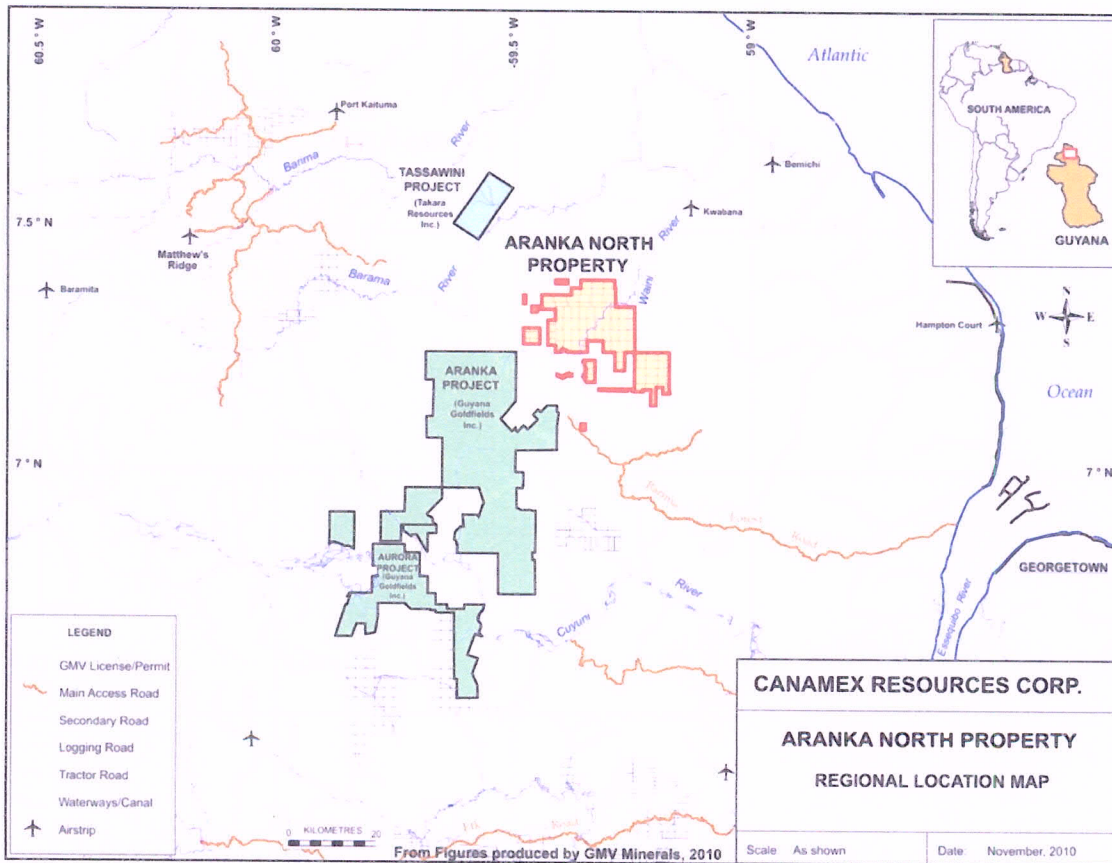 60.5 ° W
60 ° W
-59.5 ° W
59 ° W
Atlantic
SOUTH AMERICA
GUYANA
Port Kaituma
Barima
River
TASSAWINI
PROJECT
(Takara
Resources
Inc.)
Bemichi
Kwabana
7.5 ° N
Matthew's
Ridge
Baramita
Barama
River
ARANKA NORTH
PROPERTY
River
Waini
Hampton Court
N
W
E
S
Ocean
ARANKA
PROJECT
(Guyana
Goldfields
Inc.)
7 ° N
7 ° N
Forest
Road
AURORA
PROJECT
(Guyana
Goldfields
Inc.)
GEORGETOWN
Essequibo River
Cuyuni
River
LEGEND
GMV License/Permit
Main Access Road
Secondary Road
Logging Road
Tractor Road
Waterways/Canal
Airstrip
0 KILOMETRES 20
From Figures produced by GMV Minerals, 2010
CANAMEX RESOURCES CORP.
ARANKA NORTH PROPERTY
REGIONAL LOCATION MAP
Scale As shown
Date November, 2010